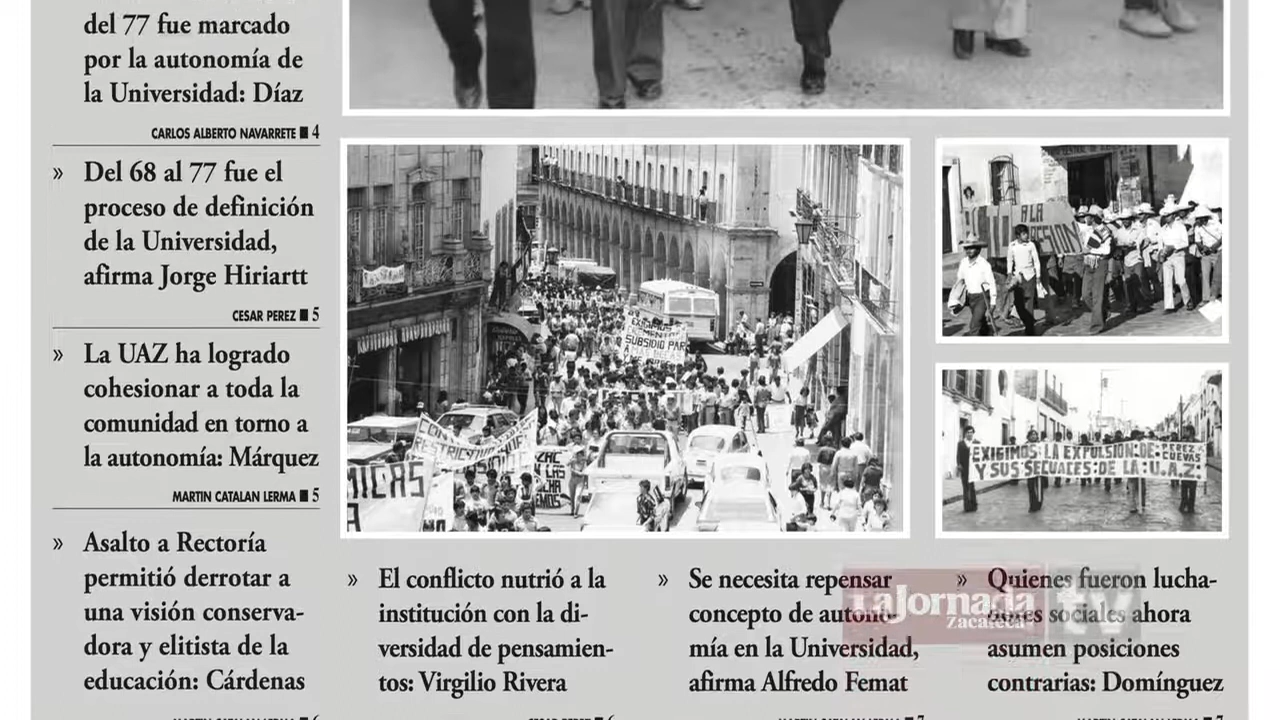 del 77 fue marcado
por la autonomía de
la Universidad: Díaz
CARLOS ALBERTO NAVARRETE ■ 4
» Del 68 al 77 fue el
proceso de definición
de la Universidad,
afirma Jorge Hiriartt
CESAR PEREZ ■ 5
» La UAZ ha logrado
cohesionar a toda la
comunidad en torno a
la autonomía: Márquez
MARTIN CATALAN LERMA ■ 5
» Asalto a Rectoría
permitió derrotar a
una visión conserva-
dora y elitista de la
educación: Cárdenas
EXIGIMOS
SUBSIDIO PAR
A LA
EXIGIMOS LA EXPULSION DE PEREZ CUEVAS
Y SUS SECUACES DE LA U.A.Z.
» El conflicto nutrió a la
institución con la di-
versidad de pensamien-
tos: Virgilio Rivera
» Se necesita repensar
concepto de autono-
mía en la Universidad,
afirma Alfredo Femat
» Quienes fueron lucha-
dores sociales ahora
asumen posiciones
contrarias: Domínguez
La Jornada
Zacatecas
tv